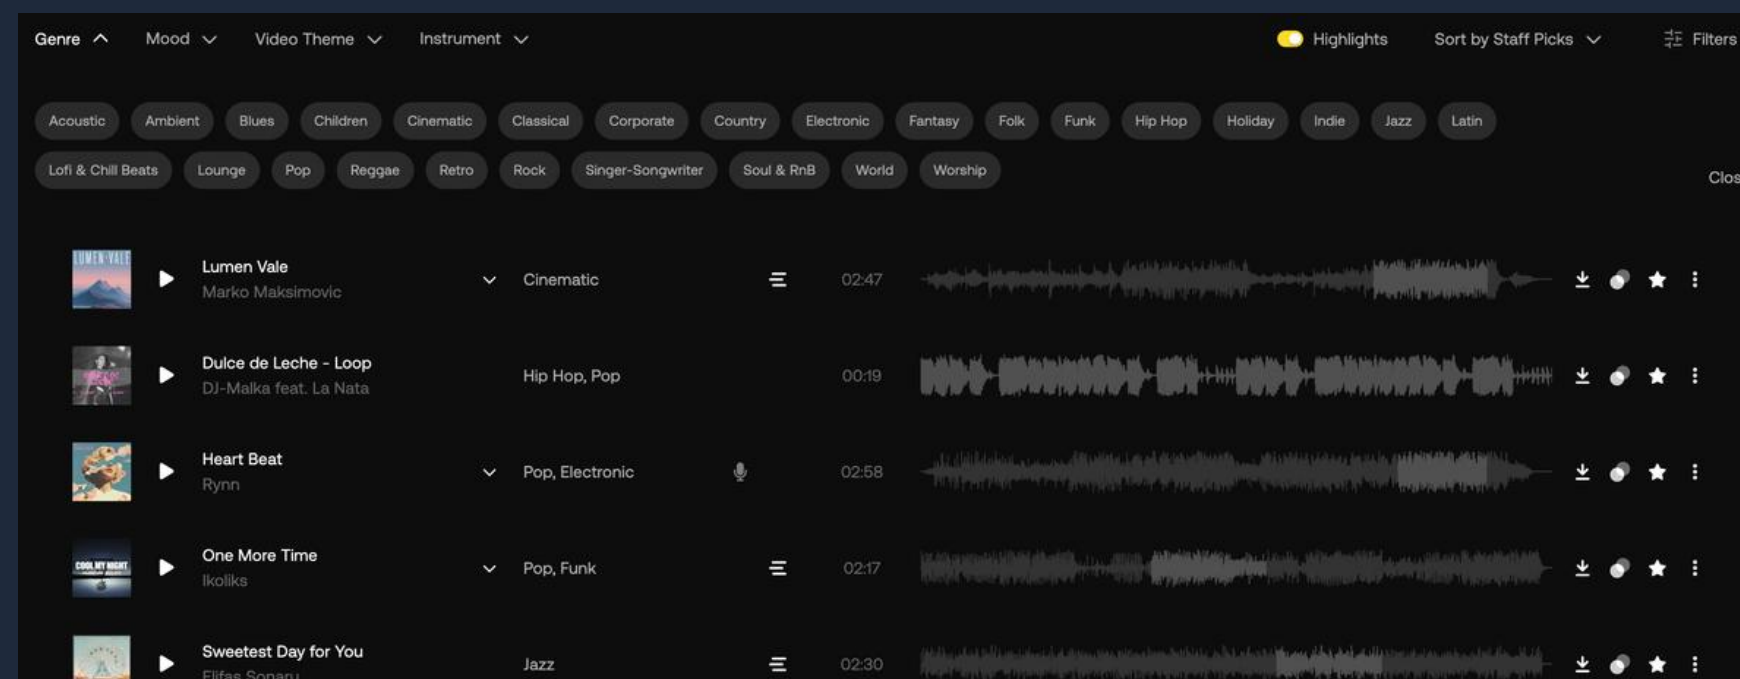 Genre Mood Video Theme Instrument Highlights Sort by Staff Picks Filters
Acoustic Ambient Blues Children Cinematic Classical Corporate Country Electronic Fantasy Folk Funk Hip Hop Holiday Indie Jazz Latin
Lofi & Chill Beats Lounge Pop Reggae Retro Rock Singer-Songwriter Soul & RnB World Worship
Clos
LUMEN·VALE
Lumen Vale
Marko Maksimovic
Cinematic
02:47
Dulce de Leche - Loop
DJ-Malka feat. La Nata
Hip Hop, Pop
00:19
Heart Beat
Rynn
Pop, Electronic
02:58
COOL MY NIGHT
One More Time
Ikoliks
Pop, Funk
02:17
Sweetest Day for You
Elifas Sonaru
Jazz
02:30